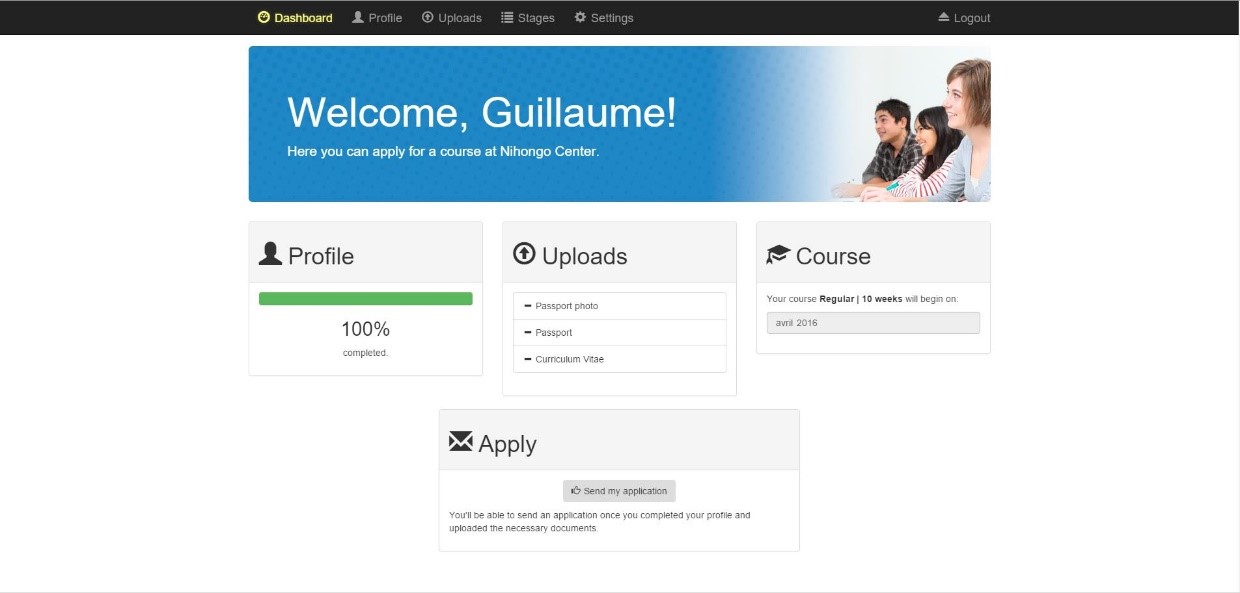 Dashboard Profile Uploads Stages Settings Logout
Welcome, Guillaume!
Here you can apply for a course at Nihongo Center.
Profile
100%
completed.
Uploads
Passport photo
Passport
Curriculum Vitae
Course
Your course Regular | 10 weeks will begin on:
avril 2016
Apply
Send my application
You'll be able to send an application once you completed your profile and
uploaded the necessary documents.